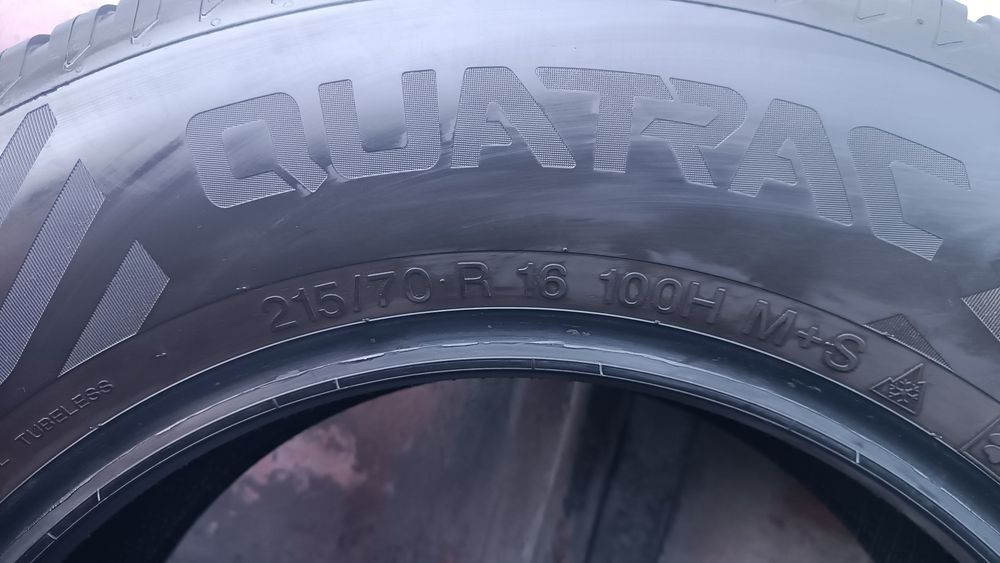 QUATRAC
215/70 R 16 100H M+S
TUBELESS